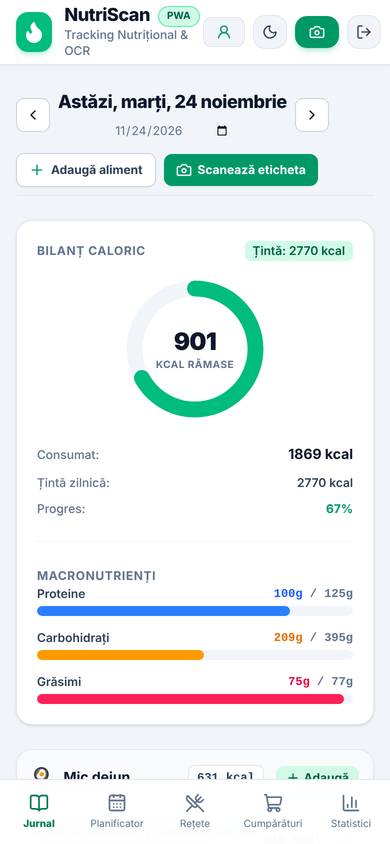 NutriScan PWA
Tracking Nutrițional &
OCR
Astăzi, marți, 24 noiembrie
11/24/2026
Adaugă aliment
Scanează eticheta
BILANȚ CALORIC
Țintă: 2770 kcal
901
KCAL RĂMASE
Consumat: 1869 kcal
Țintă zilnică: 2770 kcal
Progres: 67%
MACRONUTRIENȚI
Proteine 100g / 125g
Carbohidrați 209g / 395g
Grăsimi 75g / 77g
Mic dejun 631 kcal + Adaugă
Jurnal Planificator Rețete Cumpărături Statistici